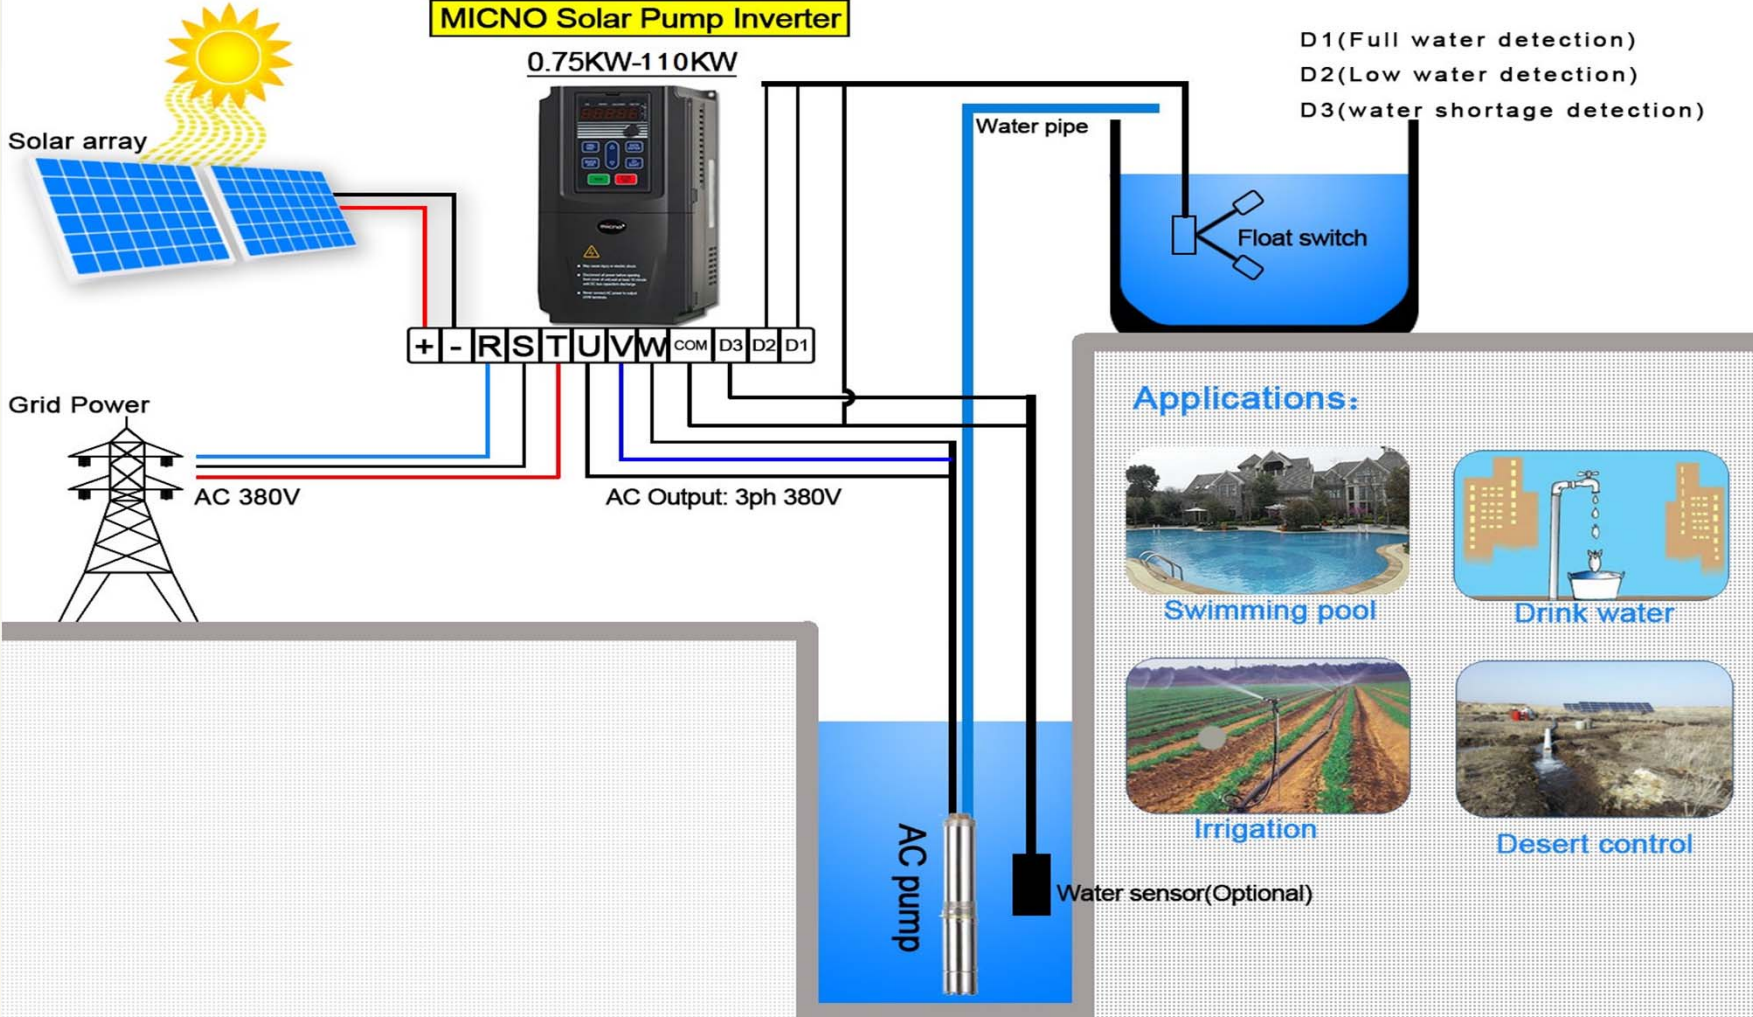 MICNO Solar Pump Inverter
0.75KW-110KW
D1(Full water detection)
D2(Low water detection)
D3(water shortage detection)
Solar array
Water pipe
Float switch
micno
+ - R S T U V W COM D3 D2 D1
Grid Power
AC 380V
AC Output: 3ph 380V
Applications:
Swimming pool
Drink water
Irrigation
Desert control
AC pump
Water sensor(Optional)